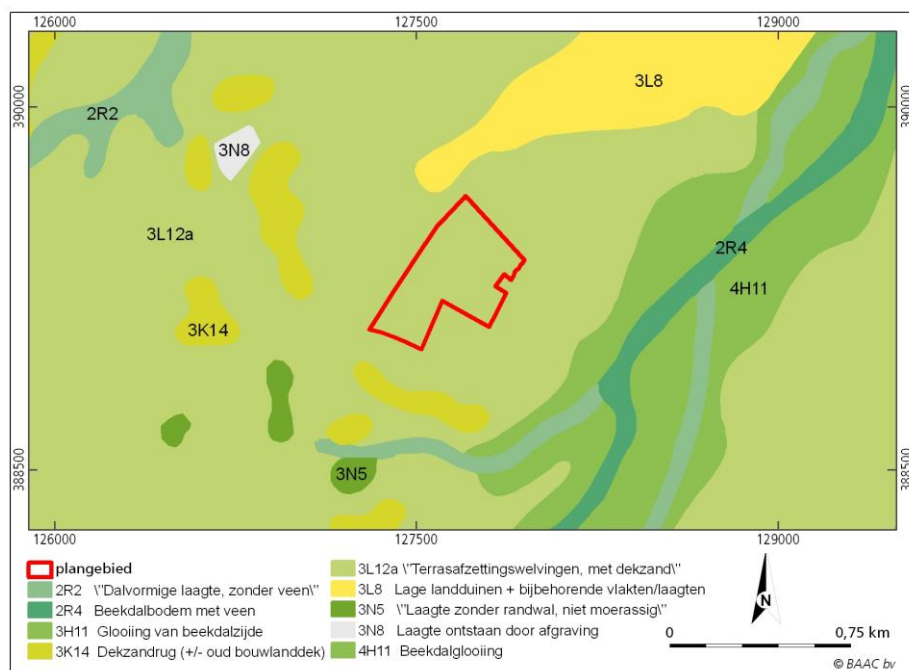 126000 127500 129000
390000 390000
3L8
2R2
3N8
3L12a
2R4
4H11
3K14
388500 388500
3N5
plangebied
2R2 \"Dalvormige laagte, zonder veen\"
2R4 Beekdalbodem met veen
3H11 Glooiing van beekdalzijde
3K14 Dekzandrug (+/- oud bouwlanddek)
3L12a \"Terrasafzettingswelvingen, met dekzand\"
3L8 Lage landduinen + bijbehorende vlakten/laagten
3N5 \"Laagte zonder randwal, niet moerassig\"
3N8 Laagte ontstaan door afgraving
4H11 Beekdalglooiing
N
0 0,75 km
© BAAC bv